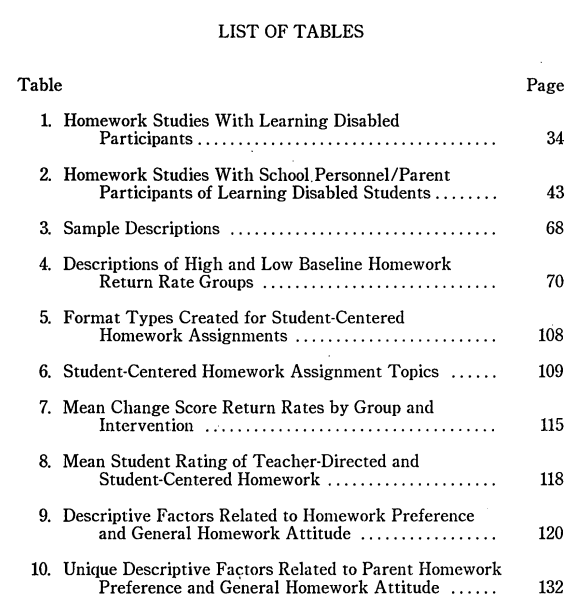 LIST OF TABLES
Table Page
1. Homework Studies With Learning Disabled
Participants ..................................... 34
2. Homework Studies With School Personnel/Parent
Participants of Learning Disabled Students ........ 43
3. Sample Descriptions ................................ 68
4. Descriptions of High and Low Baseline Homework
Return Rate Groups ............................ 70
5. Format Types Created for Student-Centered
Homework Assignments ........................ 108
6. Student-Centered Homework Assignment Topics ...... 109
7. Mean Change Score Return Rates by Group and
Intervention ................................... 115
8. Mean Student Rating of Teacher-Directed and
Student-Centered Homework .................... 118
9. Descriptive Factors Related to Homework Preference
and General Homework Attitude ................ 120
10. Unique Descriptive Factors Related to Parent Homework
Preference and General Homework Attitude ...... 132